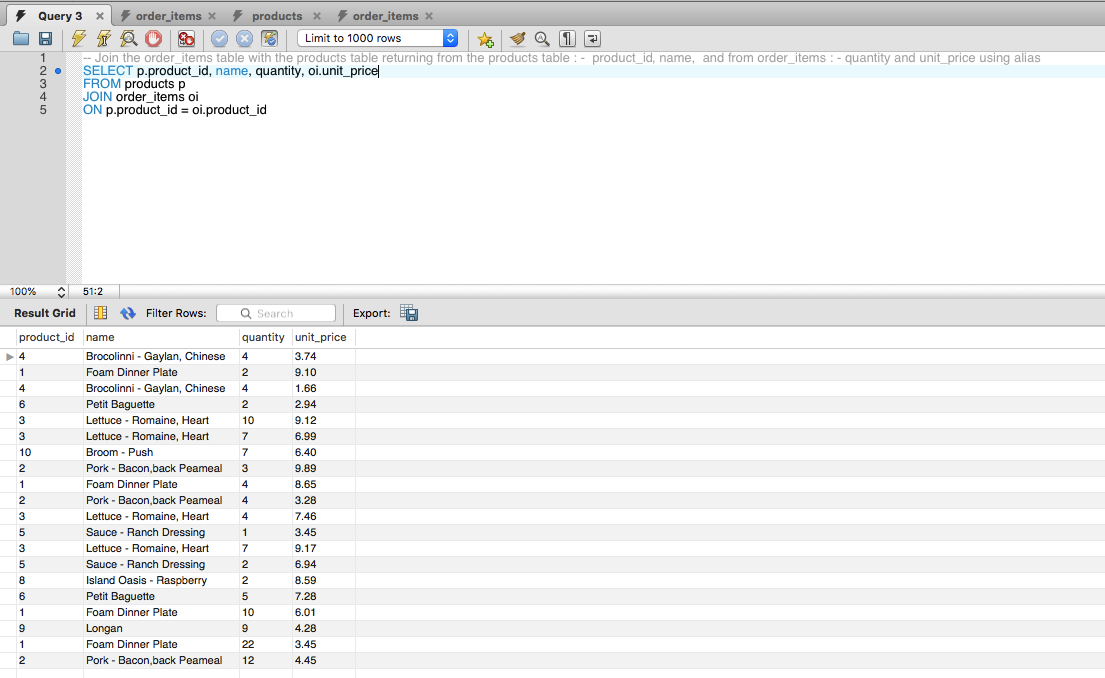 Query 3 order_items products order_items
Limit to 1000 rows
1 -- Join the order_items table with the products table returning from the products table : -  product_id, name,  and from order_items : - quantity and unit_price using alias
2 SELECT p.product_id, name, quantity, oi.unit_price
3 FROM products p
4 JOIN order_items oi
5 ON p.product_id = oi.product_id
100% 51:2
Result Grid Filter Rows: Search Export:
product_id name quantity unit_price
4 Brocolinni - Gaylan, Chinese 4 3.74
1 Foam Dinner Plate 2 9.10
4 Brocolinni - Gaylan, Chinese 4 1.66
6 Petit Baguette 2 2.94
3 Lettuce - Romaine, Heart 10 9.12
3 Lettuce - Romaine, Heart 7 6.99
10 Broom - Push 7 6.40
2 Pork - Bacon,back Peameal 3 9.89
1 Foam Dinner Plate 4 8.65
2 Pork - Bacon,back Peameal 4 3.28
3 Lettuce - Romaine, Heart 4 7.46
5 Sauce - Ranch Dressing 1 3.45
3 Lettuce - Romaine, Heart 7 9.17
5 Sauce - Ranch Dressing 2 6.94
8 Island Oasis - Raspberry 2 8.59
6 Petit Baguette 5 7.28
1 Foam Dinner Plate 10 6.01
9 Longan 9 4.28
1 Foam Dinner Plate 22 3.45
2 Pork - Bacon,back Peameal 12 4.45